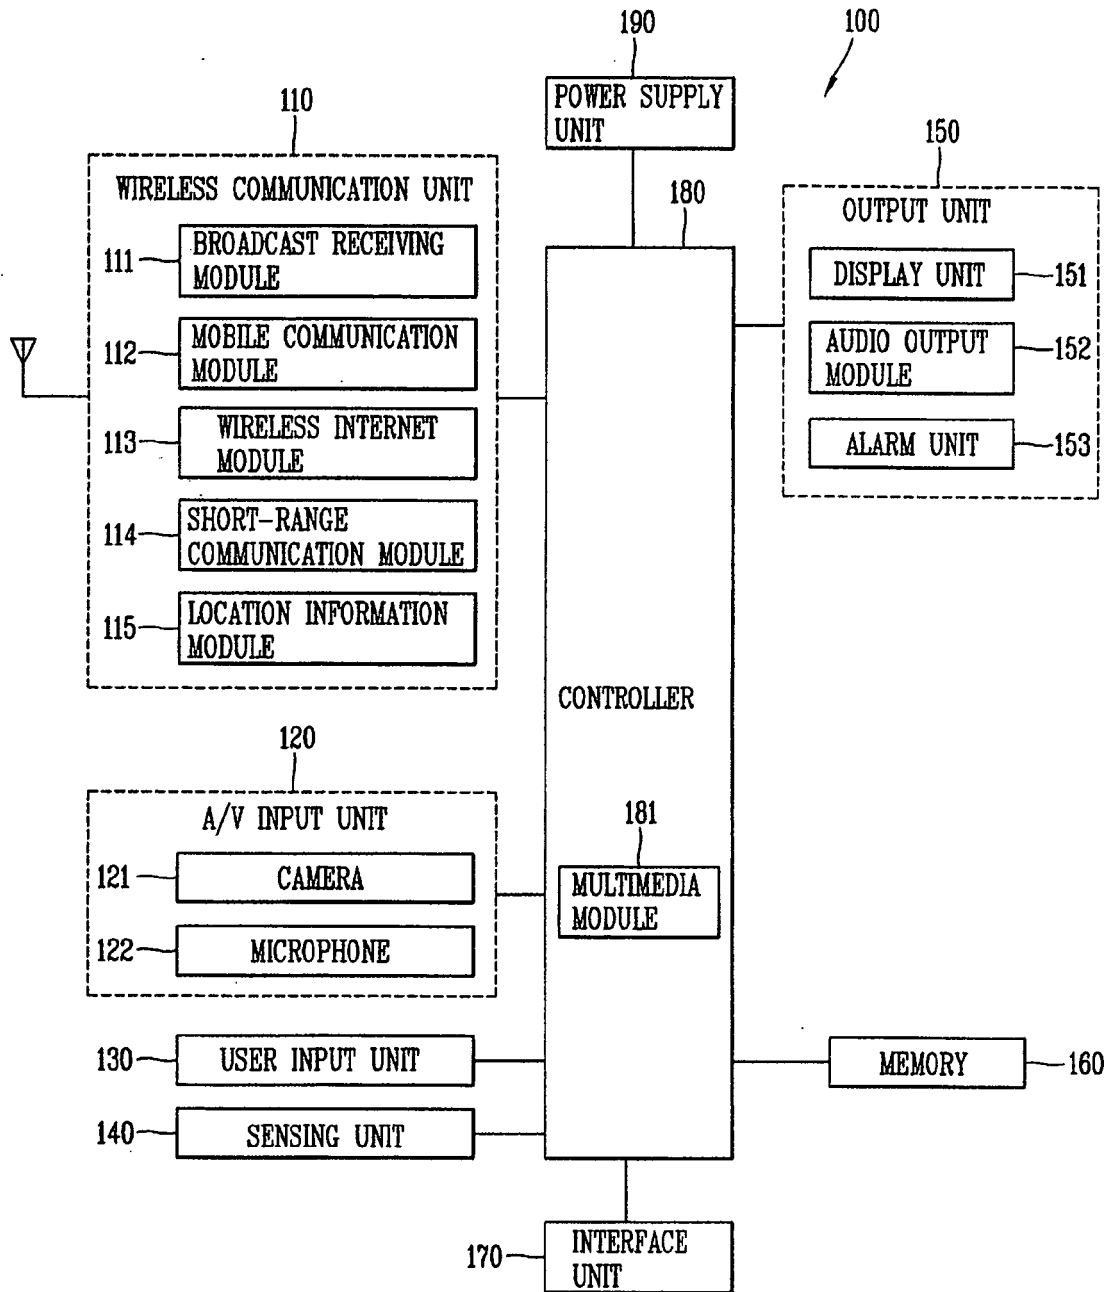 190
100
POWER SUPPLY
UNIT
110
WIRELESS COMMUNICATION UNIT
111
BROADCAST RECEIVING
MODULE
112
MOBILE COMMUNICATION
MODULE
113
WIRELESS INTERNET
MODULE
114
SHORT-RANGE
COMMUNICATION MODULE
115
LOCATION INFORMATION
MODULE
180
150
OUTPUT UNIT
DISPLAY UNIT
151
AUDIO OUTPUT
MODULE
152
ALARM UNIT
153
CONTROLLER
181
MULTIMEDIA
MODULE
120
A/V INPUT UNIT
121
CAMERA
122
MICROPHONE
130
USER INPUT UNIT
140
SENSING UNIT
MEMORY
160
170
INTERFACE
UNIT